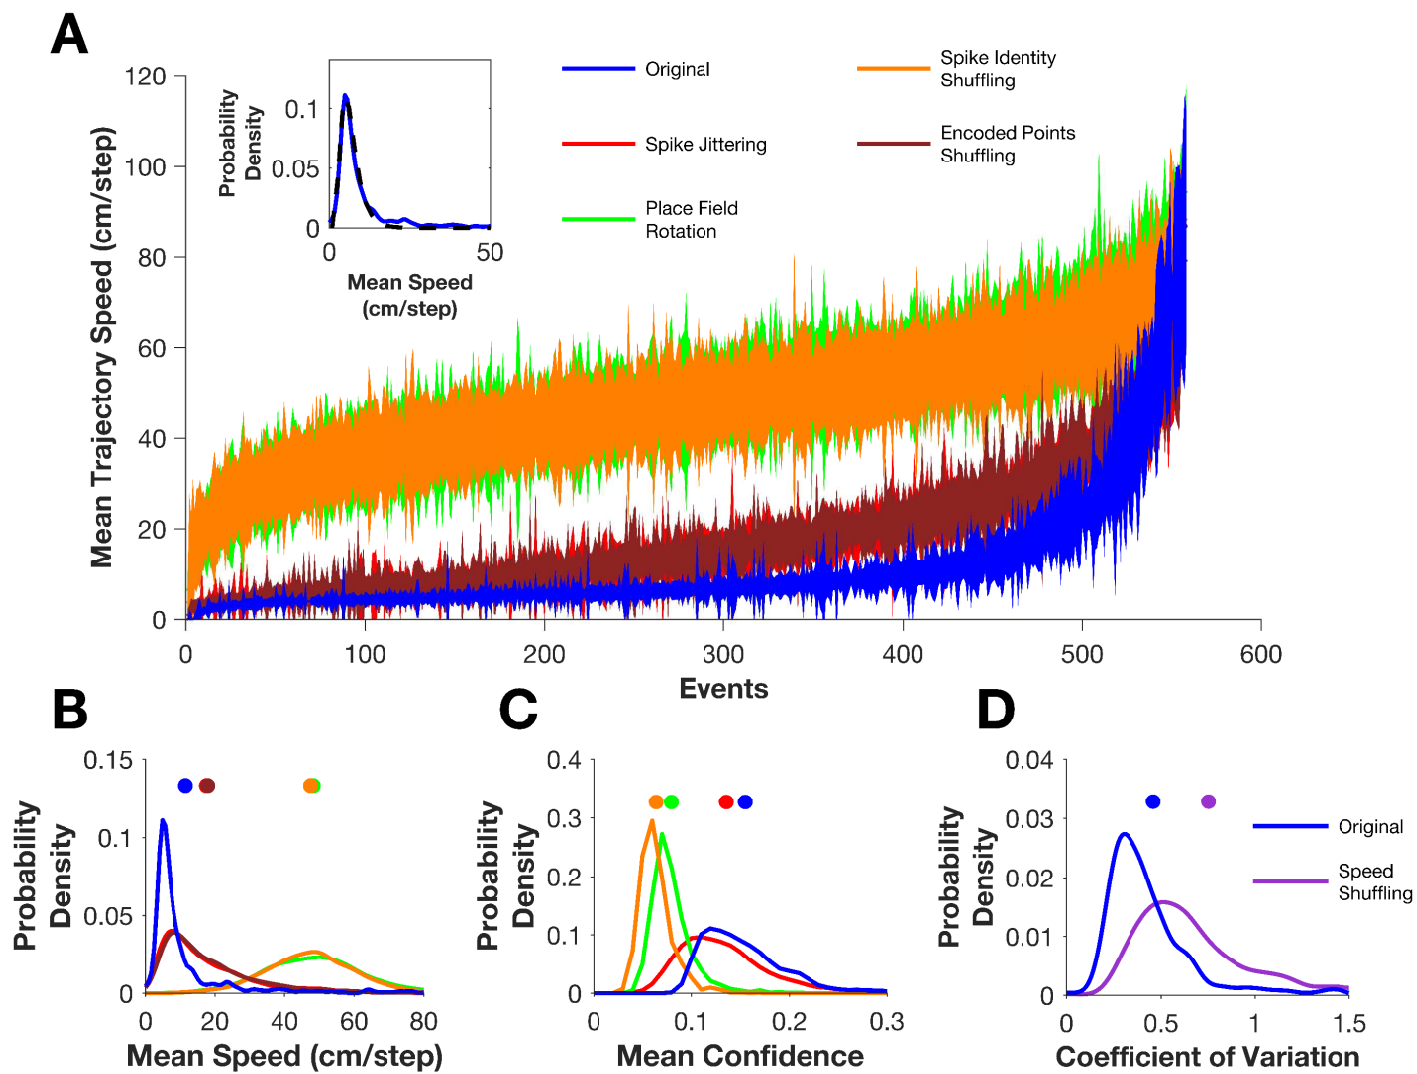 A
120
100
80
60
40
20
0
Mean Trajectory Speed (cm/step)
0
100
200
300
400
500
600
Events
Probability
Density
0.1
0.05
0
0
50
Mean Speed
(cm/step)
Original
Spike Jittering
Place Field
Rotation
Spike Identity
Shuffling
Encoded Points
Shuffling
B
Probability
Density
0.15
0.1
0.05
0
0
20
40
60
80
Mean Speed (cm/step)
C
Probability
Density
0.4
0.3
0.2
0.1
0
0
0.1
0.2
0.3
Mean Confidence
D
Probability
Density
0.04
0.03
0.02
0.01
0
0
0.5
1
1.5
Coefficient of Variation
Original
Speed
Shuffling